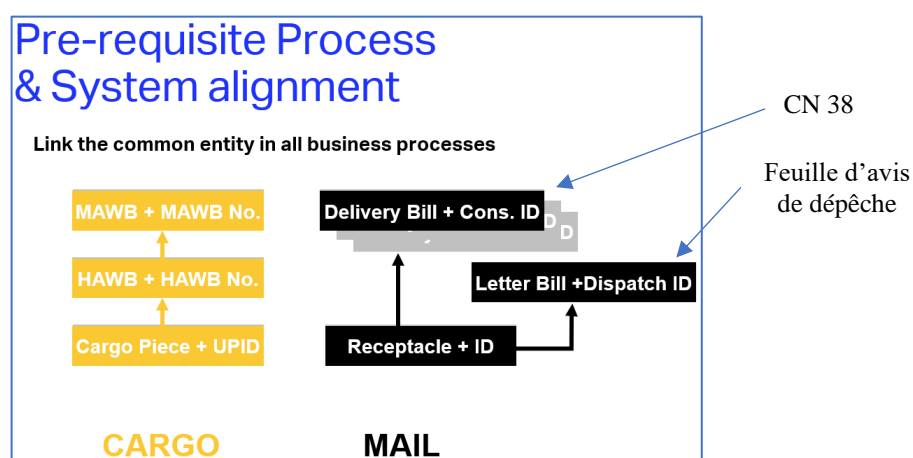 Pre-requisite Process
& System alignment
Link the common entity in all business processes
CN 38
Feuille d'avis
de dépêche
MAWB + MAWB No.
Delivery Bill + Cons. ID
D
D
HAWB + HAWB No.
Letter Bill +Dispatch ID
Cargo Piece + UPID
Receptacle + ID
CARGO
MAIL